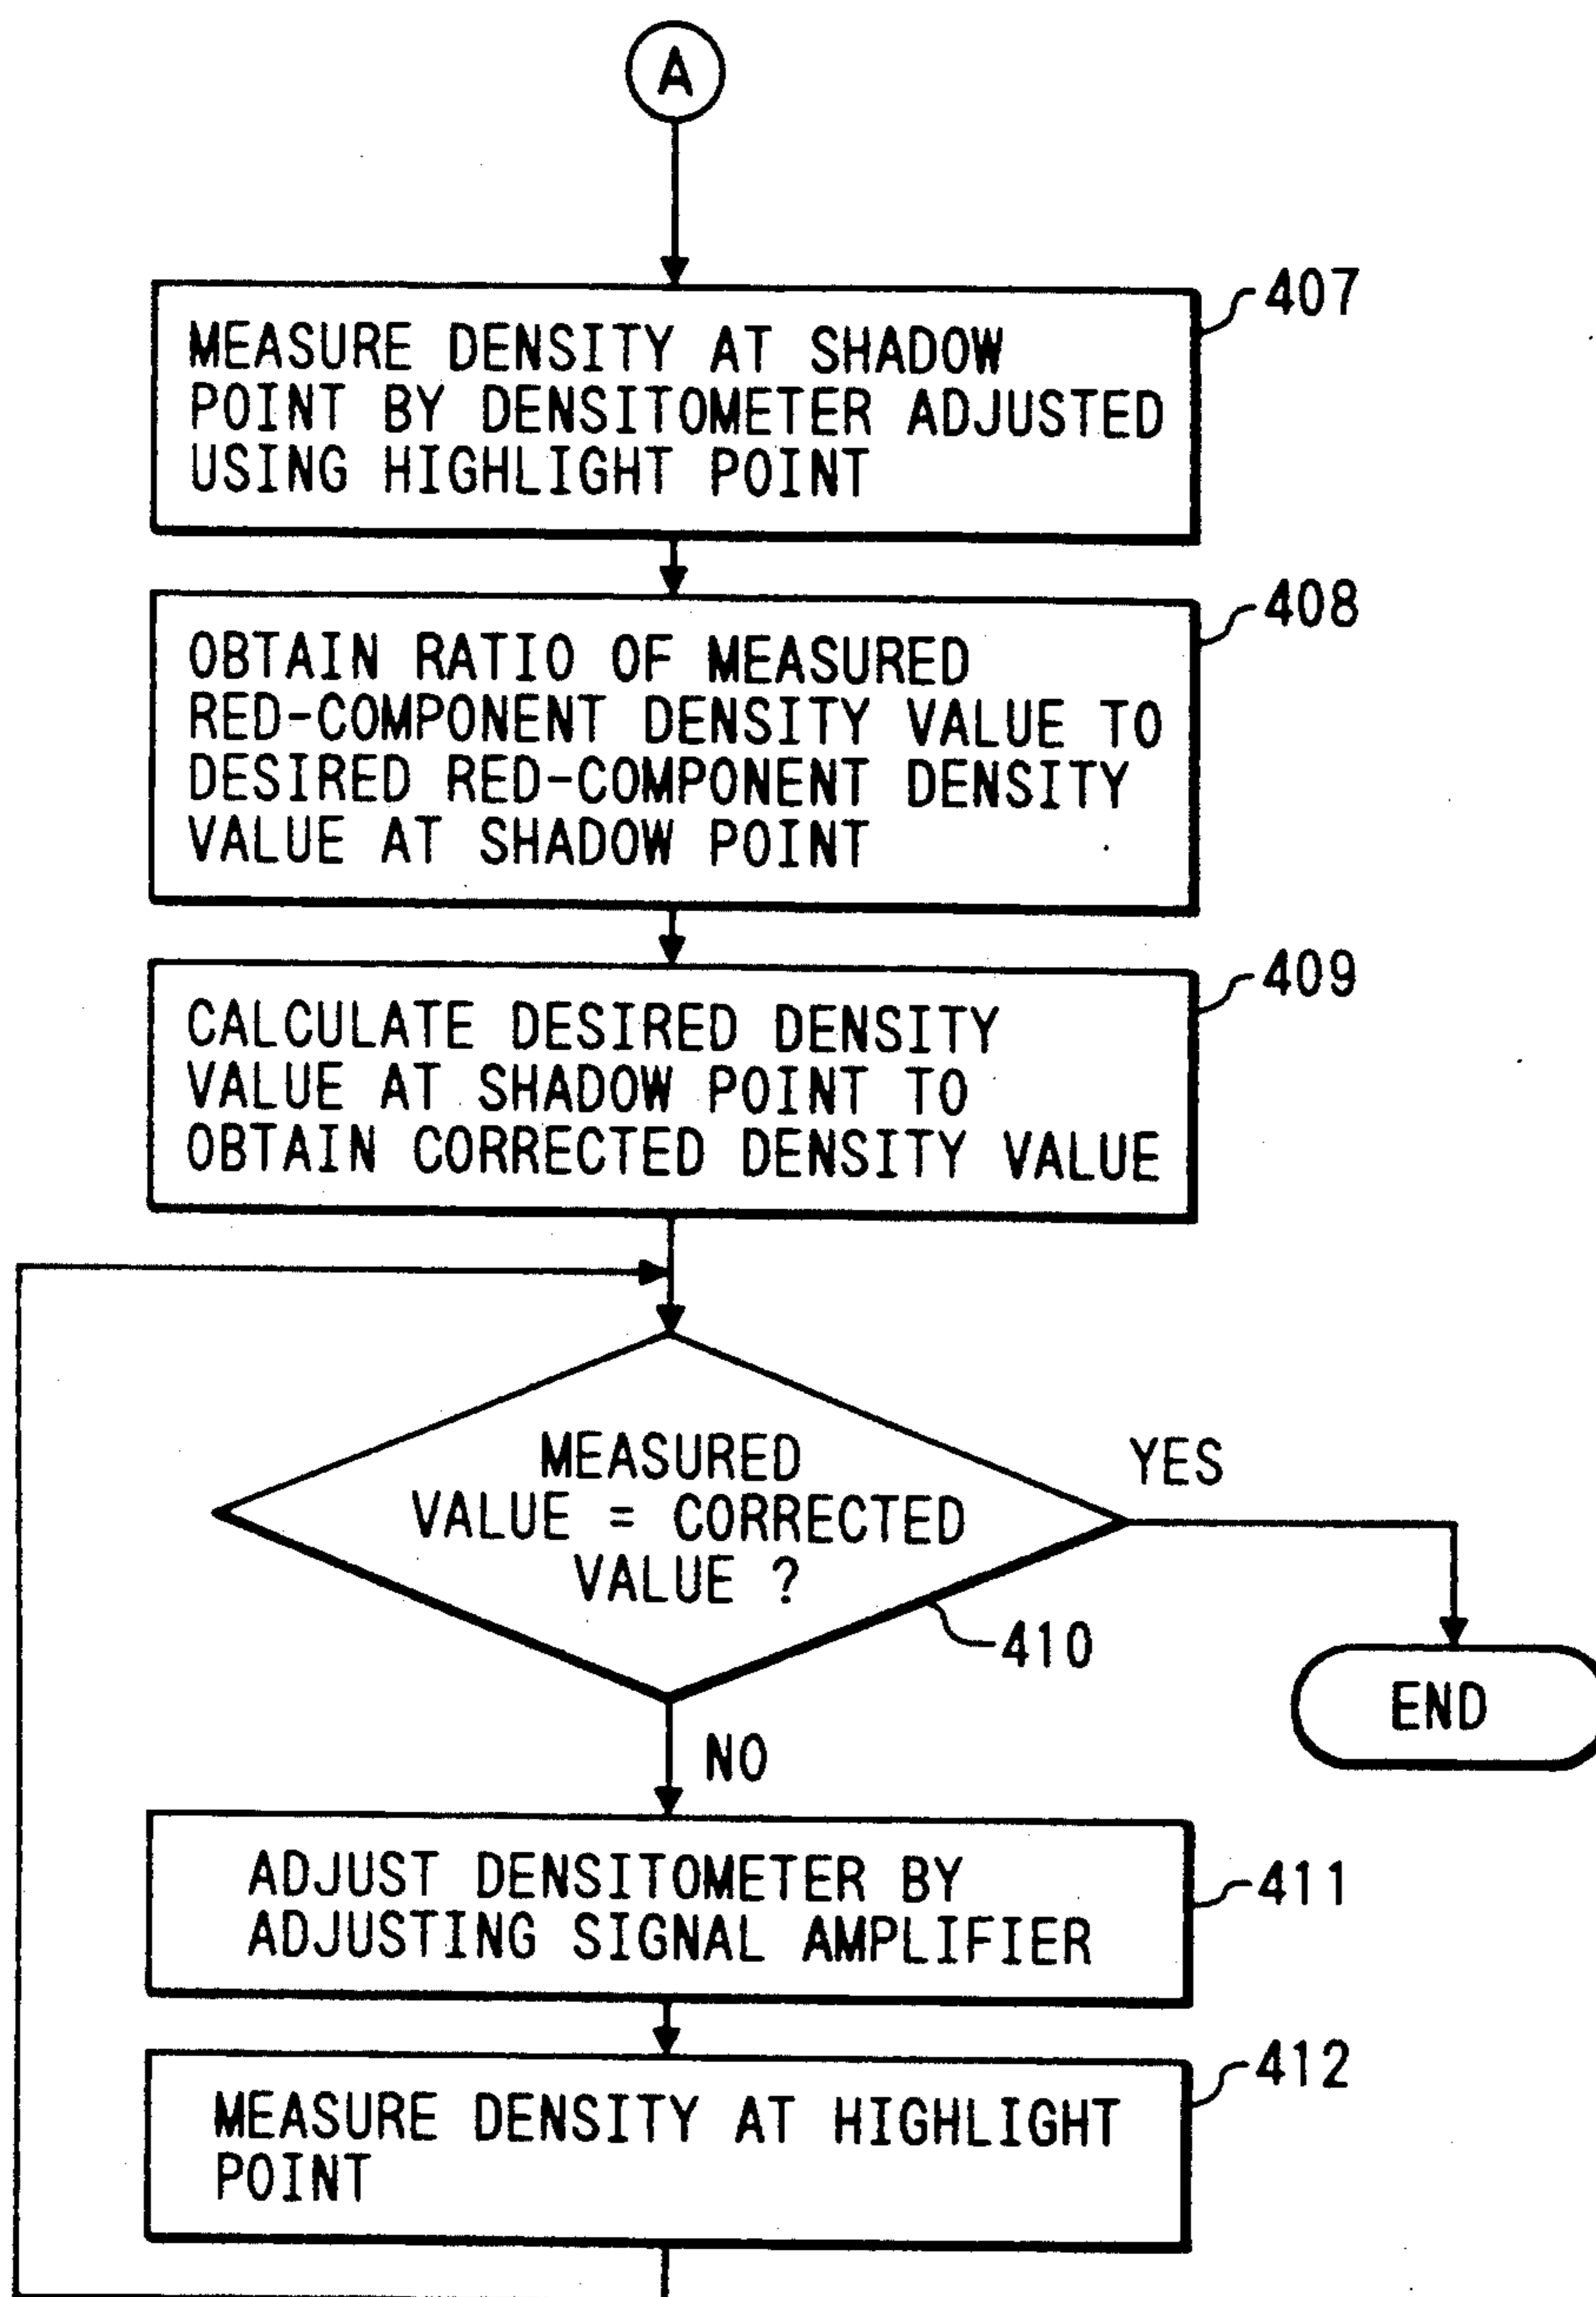 A
407
MEASURE DENSITY AT SHADOW
POINT BY DENSITOMETER ADJUSTED
USING HIGHLIGHT POINT
408
OBTAIN RATIO OF MEASURED
RED-COMPONENT DENSITY VALUE TO
DESIRED RED-COMPONENT DENSITY
VALUE AT SHADOW POINT
409
CALCULATE DESIRED DENSITY
VALUE AT SHADOW POINT TO
OBTAIN CORRECTED DENSITY VALUE
MEASURED
VALUE = CORRECTED
VALUE ?
YES
410
END
NO
ADJUST DENSITOMETER BY
ADJUSTING SIGNAL AMPLIFIER
411
412
MEASURE DENSITY AT HIGHLIGHT
POINT